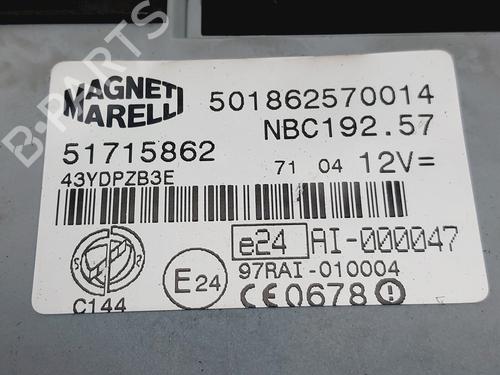 MAGNETI MARELLI
501862570014
NBC192.57
51715862
43YDPZB3E
71 04 12V=
e24 AI-000047
97RAI-010004
E24
CE0678
C144
B-PARTS